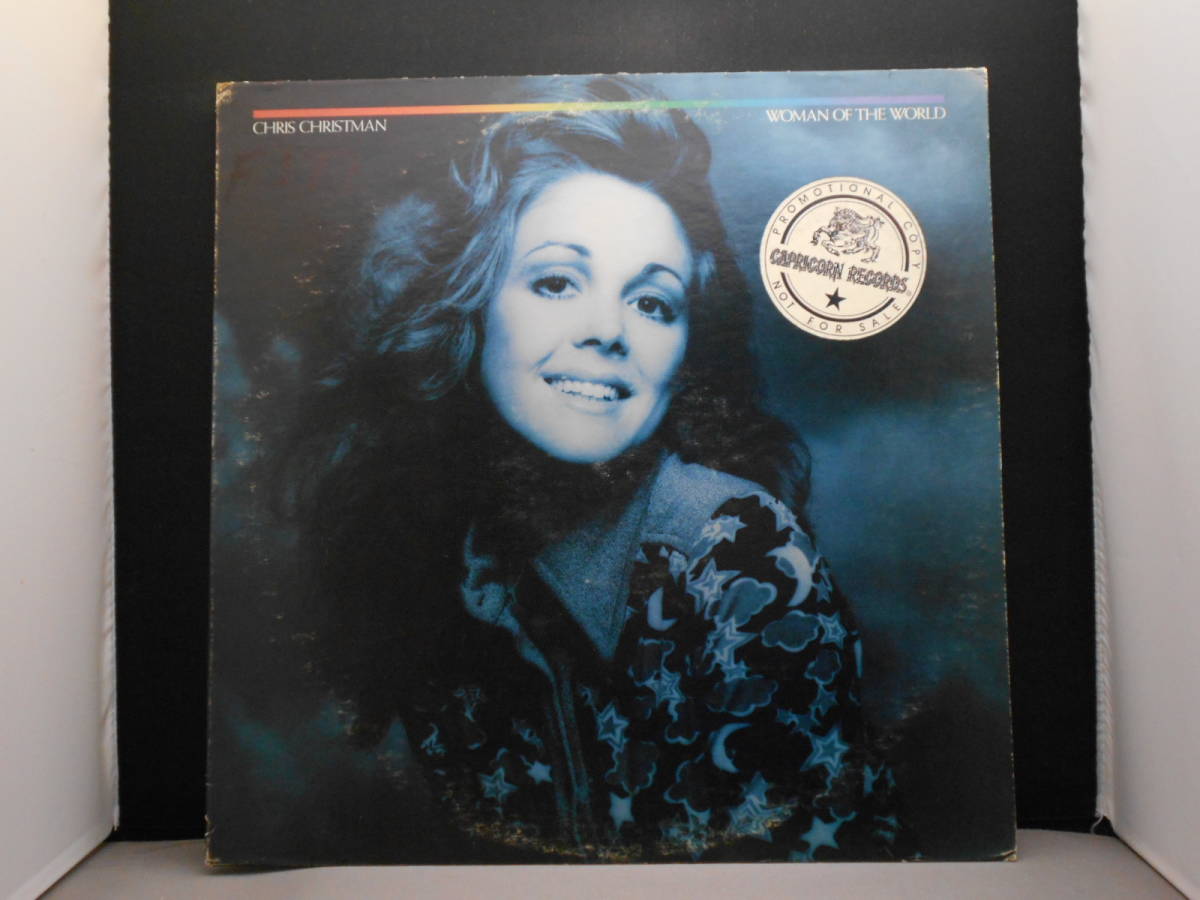 CHRIS CHRISTMAN
WOMAN OF THE WORLD
PROMOTIONAL COPY
CAPRICORN RECORDS
NOT FOR SALE